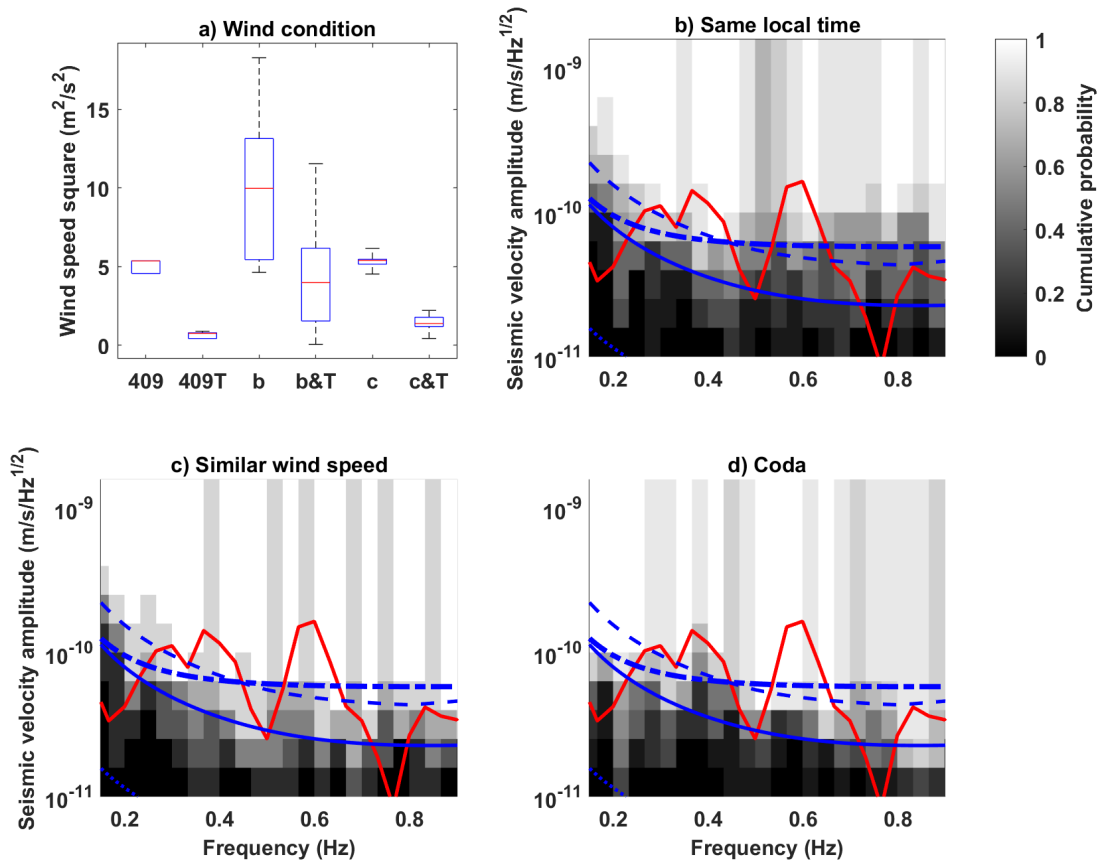 a) Wind condition
Wind speed square (m²/s²)
15
10
5
0
409 409T b b&T c c&T
b) Same local time
Seismic velocity amplitude (m/s/Hz^{1/2})
10^{-9}
10^{-10}
10^{-11}
0.2 0.4 0.6 0.8
1
0.8
0.6
0.4
0.2
0
Cumulative probability
c) Similar wind speed
Seismic velocity amplitude (m/s/Hz^{1/2})
10^{-9}
10^{-10}
10^{-11}
0.2 0.4 0.6 0.8
Frequency (Hz)
d) Coda
10^{-9}
10^{-10}
10^{-11}
0.2 0.4 0.6 0.8
Frequency (Hz)